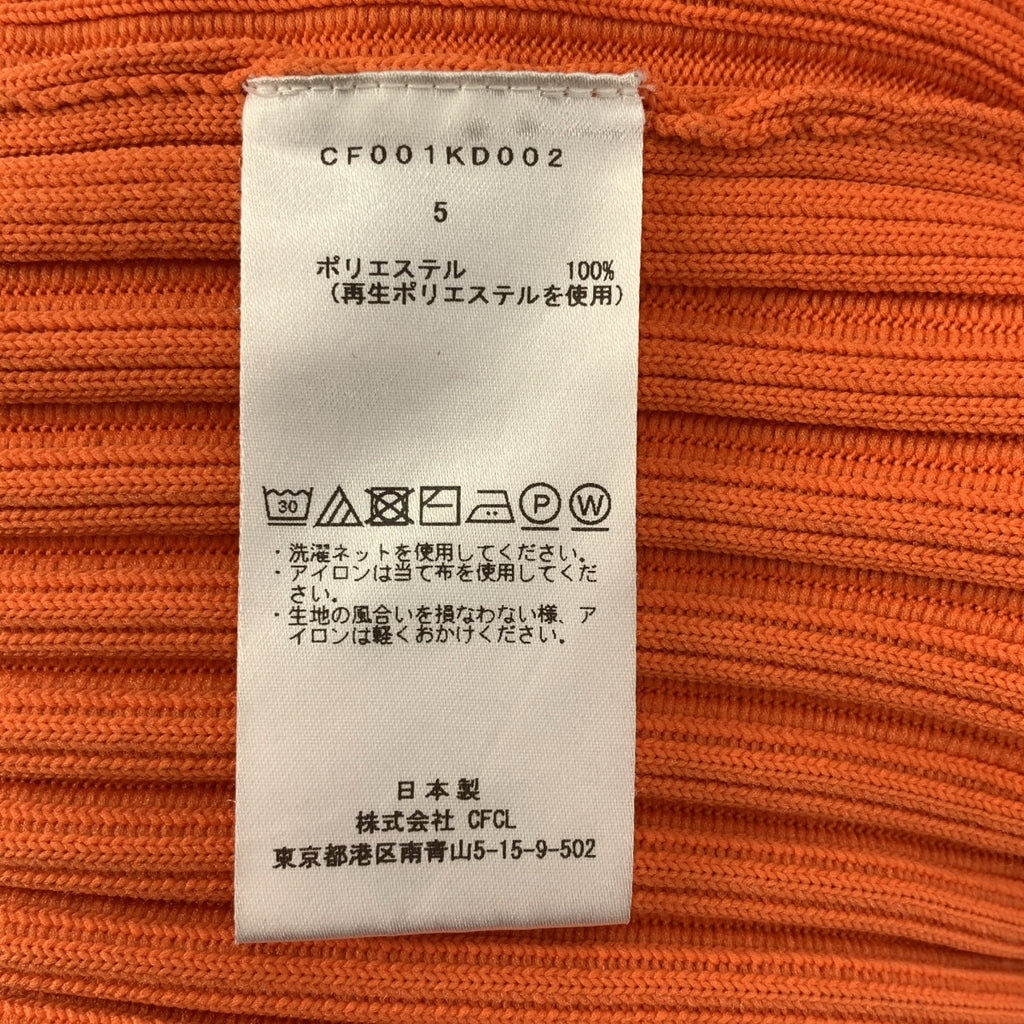 CF001KD002
5
ポリエステル 100%
（再生ポリエステルを使用）
30 P W
・洗濯ネットを使用してください。
・アイロンは当て布を使用してくだ
さい。
・生地の風合いを損なわない様、ア
イロンは軽くおかけください。
日本製
株式会社 CFCL
東京都港区南青山5-15-9-502